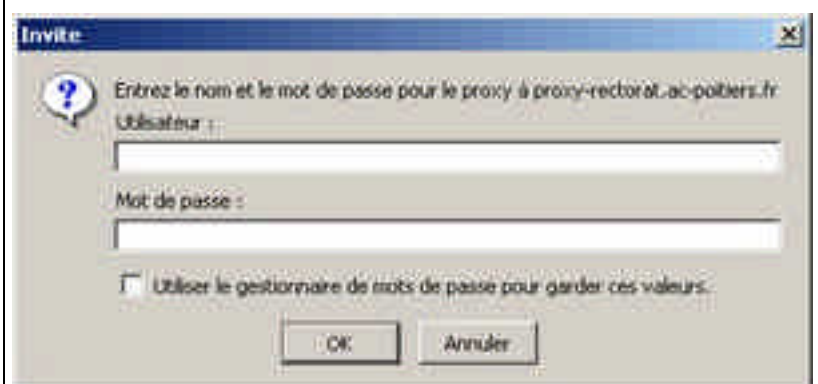 Invite
Entrez le nom et le mot de passe pour le proxy à proxy-rectorat.ac-poitiers.fr
Utilisateur :
Mot de passe :
Utiliser le gestionnaire de mots de passe pour garder ces valeurs.
OK Annuler